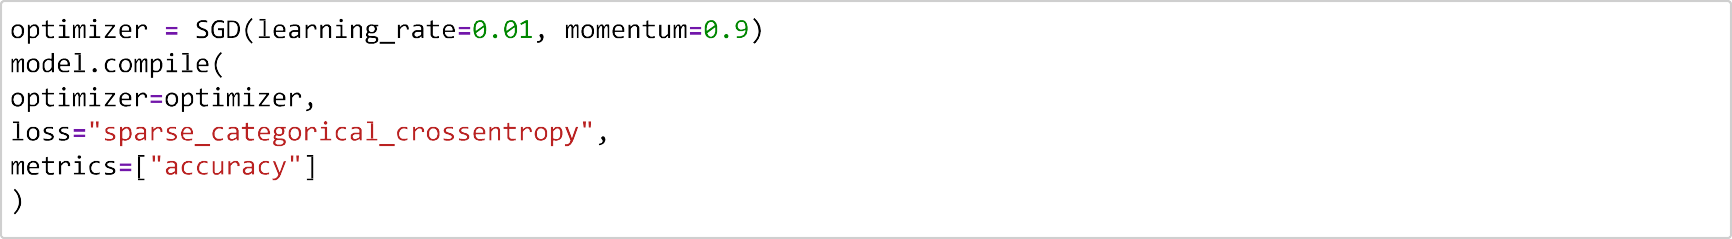 optimizer = SGD(learning_rate=0.01, momentum=0.9)
model.compile(
optimizer=optimizer,
loss="sparse_categorical_crossentropy",
metrics=["accuracy"]
)